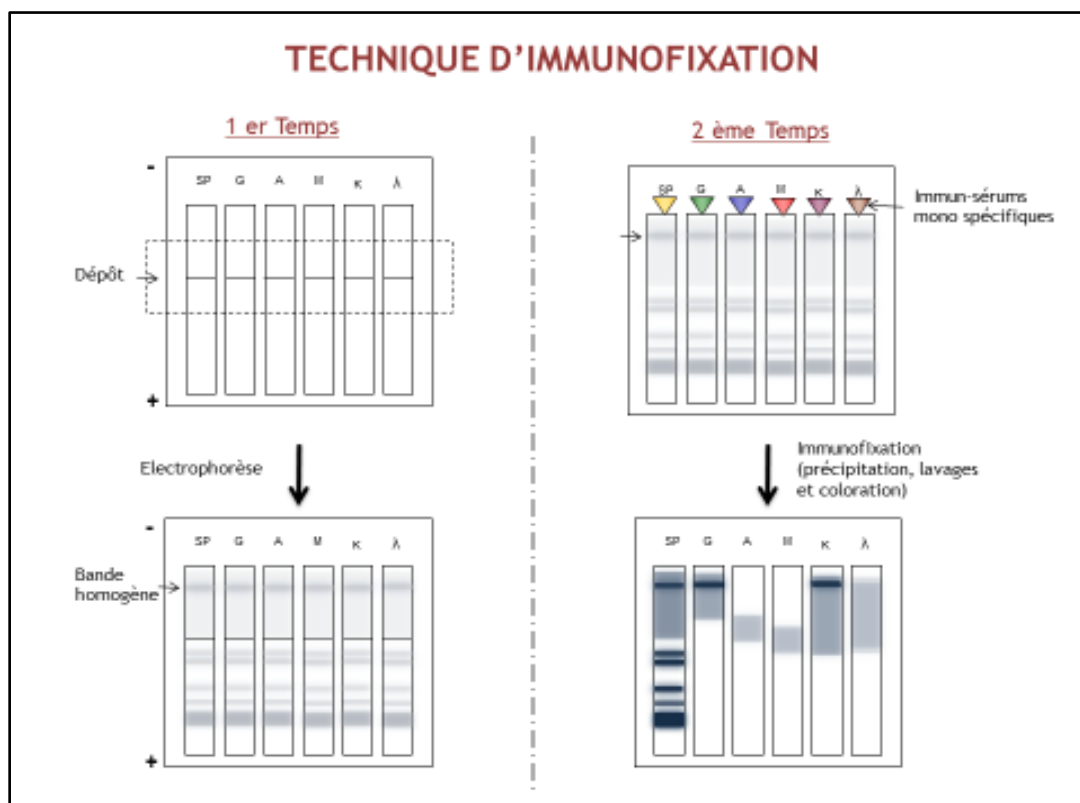 TECHNIQUE D'IMMUNOFIXATION
1 er Temps
-
SP G A M κ λ
Dépôt
+
Electrophorèse
-
SP G A M κ λ
Bande
homogène
+
2 ème Temps
SP G A M κ λ
Immun-sérums
mono spécifiques
Immunofixation
(précipitation, lavages
et coloration)
SP G A M κ λ